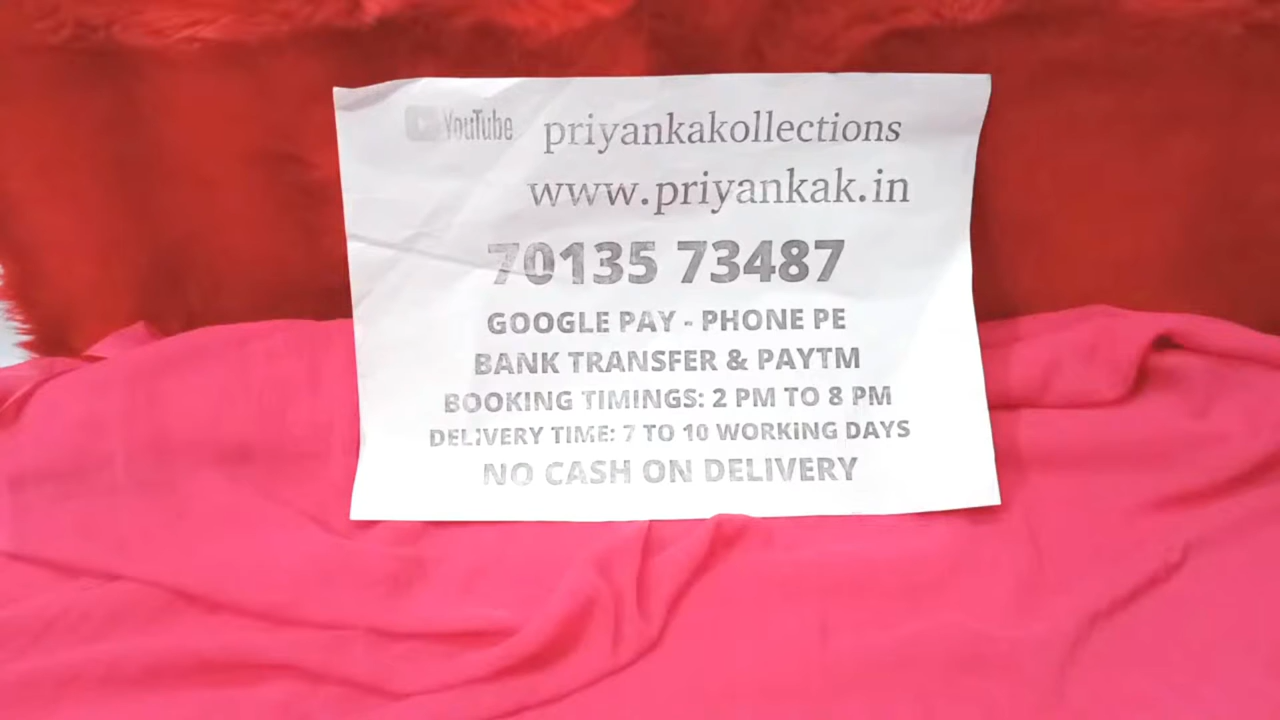 YouTube priyankakollections
www.priyankak.in
70135 73487
GOOGLE PAY - PHONE PE
BANK TRANSFER & PAYTM
BOOKING TIMINGS: 2 PM TO 8 PM
DELIVERY TIME: 7 TO 10 WORKING DAYS
NO CASH ON DELIVERY